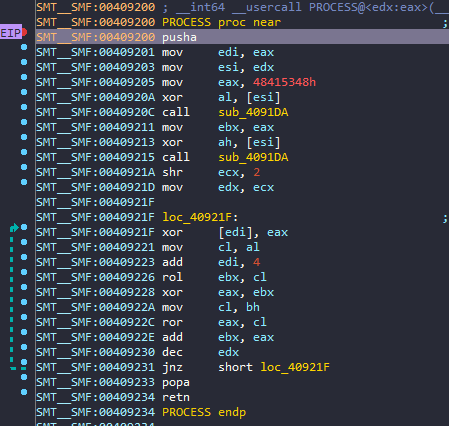 SMT__SMF:00409200 ; __int64 __usercall PROCESS@<edx:eax>(__
SMT__SMF:00409200 PROCESS proc near ;
EIP SMT__SMF:00409200 pusha
SMT__SMF:00409201 mov edi, eax
SMT__SMF:00409203 mov esi, edx
SMT__SMF:00409205 mov eax, 48415348h
SMT__SMF:0040920A xor al, [esi]
SMT__SMF:0040920C call sub_4091DA
SMT__SMF:00409211 mov ebx, eax
SMT__SMF:00409213 xor ah, [esi]
SMT__SMF:00409215 call sub_4091DA
SMT__SMF:0040921A shr ecx, 2
SMT__SMF:0040921D mov edx, ecx
SMT__SMF:0040921F
SMT__SMF:0040921F loc_40921F: ;
SMT__SMF:0040921F xor [edi], eax
SMT__SMF:00409221 mov cl, al
SMT__SMF:00409223 add edi, 4
SMT__SMF:00409226 rol ebx, cl
SMT__SMF:00409228 xor eax, ebx
SMT__SMF:0040922A mov cl, bh
SMT__SMF:0040922C ror eax, cl
SMT__SMF:0040922E add ebx, eax
SMT__SMF:00409230 dec edx
SMT__SMF:00409231 jnz short loc_40921F
SMT__SMF:00409233 popa
SMT__SMF:00409234 retn
SMT__SMF:00409234 PROCESS endp